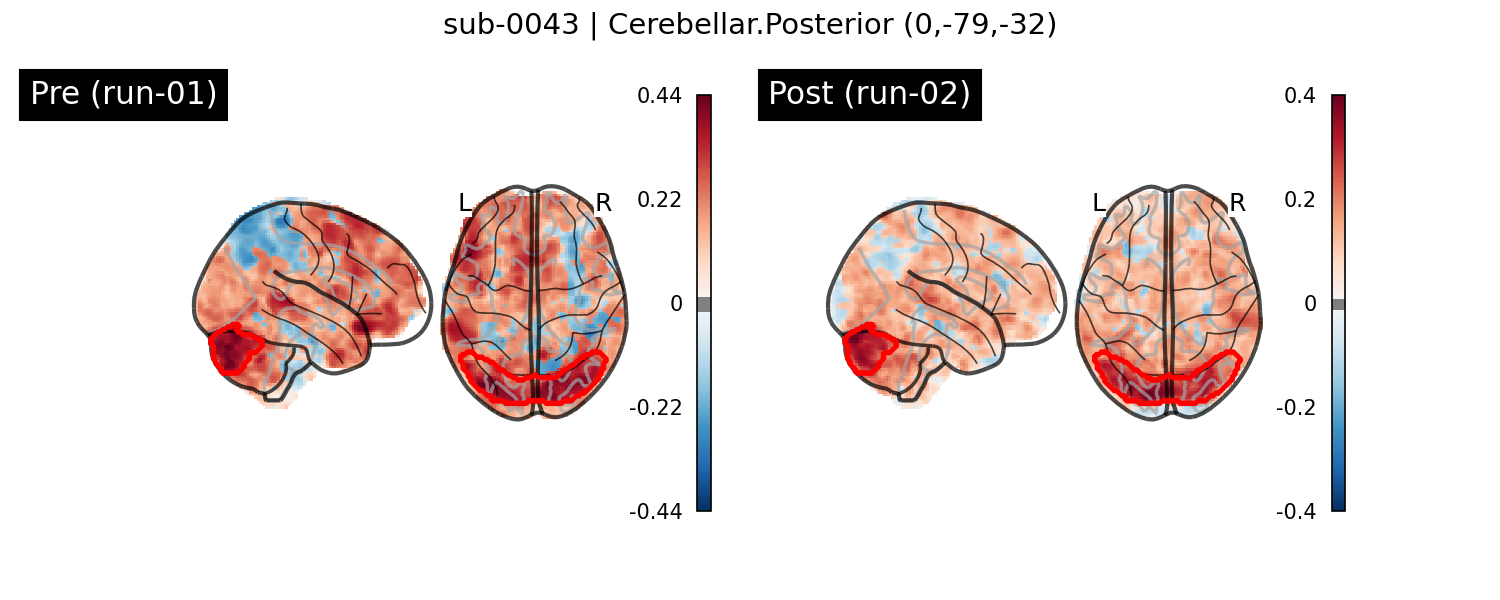 sub-0043 | Cerebellar.Posterior (0,-79,-32)
Pre (run-01)
L
R
0.44
0.22
0
-0.22
-0.44
Post (run-02)
L
R
0.4
0.2
0
-0.2
-0.4